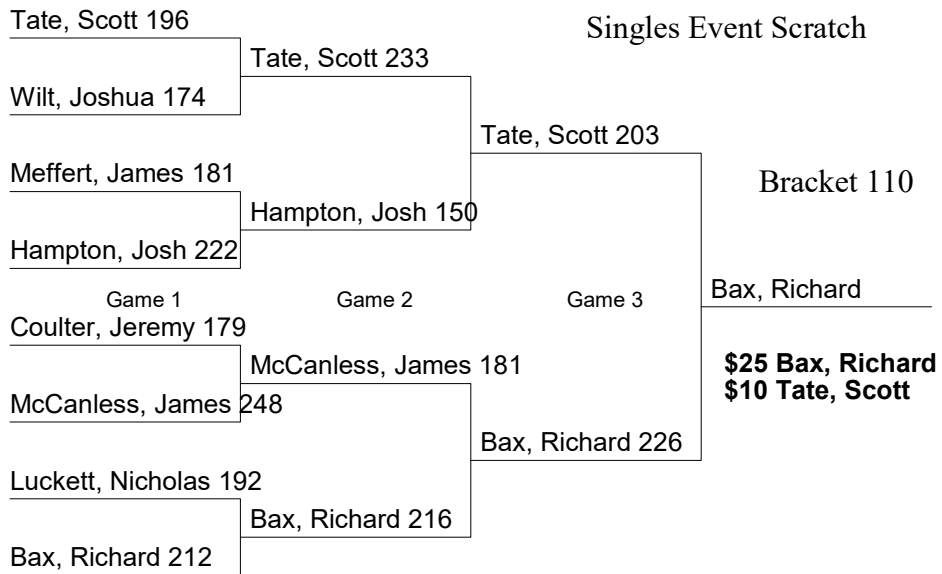 Tate, Scott 196
Singles Event Scratch
Tate, Scott 233
Wilt, Joshua 174
Tate, Scott 203
Meffert, James 181
Bracket 110
Hampton, Josh 150
Hampton, Josh 222
Game 1
Game 2
Game 3
Bax, Richard
Coulter, Jeremy 179
McCanless, James 181
$25 Bax, Richard
$10 Tate, Scott
McCanless, James 248
Bax, Richard 226
Luckett, Nicholas 192
Bax, Richard 216
Bax, Richard 212